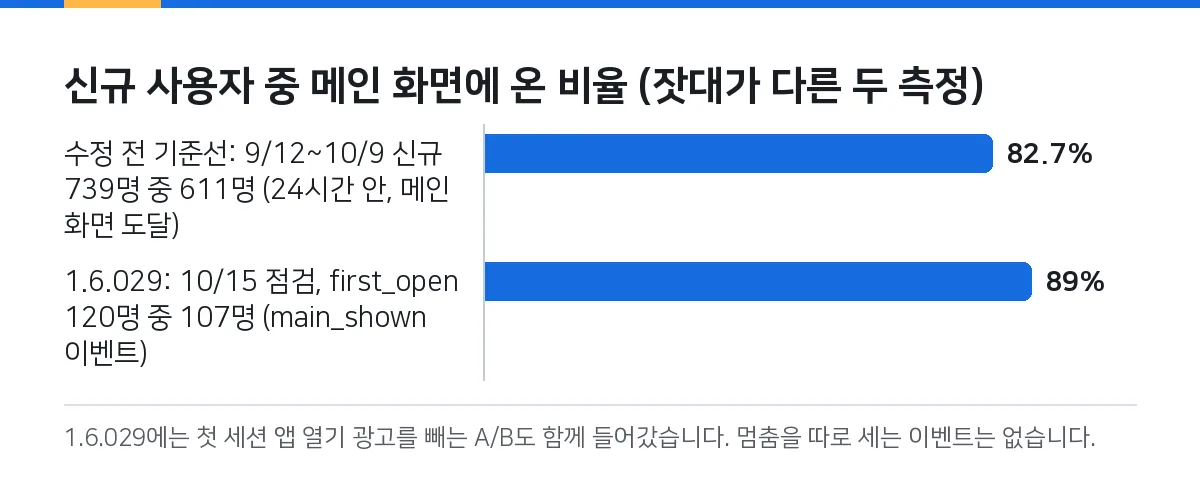 신규 사용자 중 메인 화면에 온 비율 (잣대가 다른 두 측정)
수정 전 기준선: 9/12~10/9 신규
739명 중 611명 (24시간 안, 메인
화면 도달)
82.7%
1.6.029: 10/15 점검, first_open
120명 중 107명 (main_shown
이벤트)
89%
1.6.029에는 첫 세션 앱 열기 광고를 빼는 A/B도 함께 들어갔습니다. 멈춤을 따로 세는 이벤트는 없습니다.